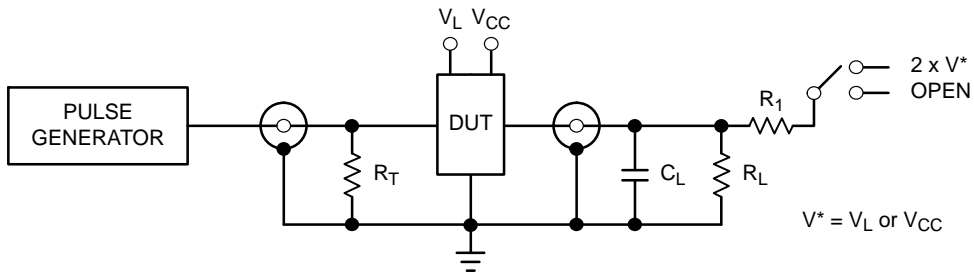 V_L V_CC
2 x V*
OPEN
R_1
PULSE
GENERATOR
DUT
R_T
C_L
R_L
V* = V_L or V_CC